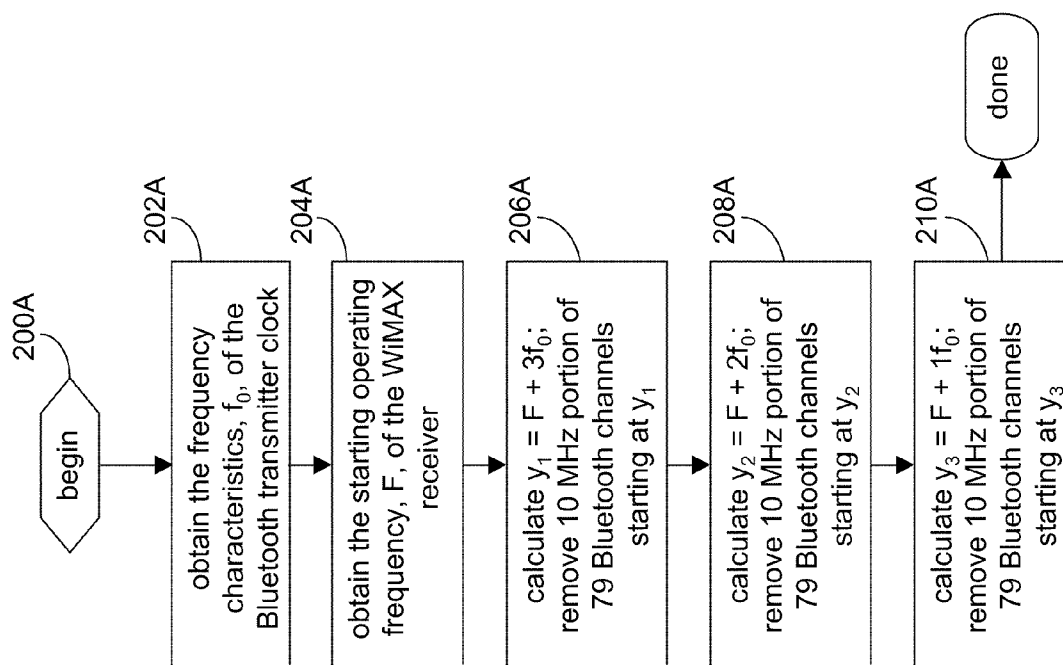 200A
begin
202A
obtain the frequency
characteristics, f₀, of the
Bluetooth transmitter clock
204A
obtain the starting operating
frequency, F, of the WiMAX
receiver
206A
calculate y₁ = F + 3f₀;
remove 10 MHz portion of
79 Bluetooth channels
starting at y₁
208A
calculate y₂ = F + 2f₀;
remove 10 MHz portion of
79 Bluetooth channels
starting at y₂
210A
calculate y₃ = F + 1f₀;
remove 10 MHz portion of
79 Bluetooth channels
starting at y₃
done